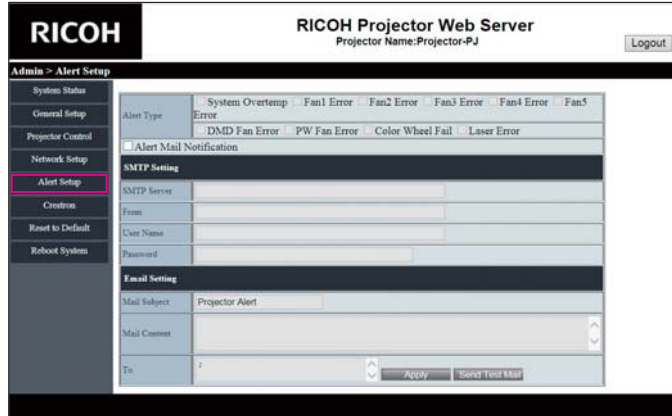 RICOH
RICOH Projector Web Server
Projector Name:Projector-PJ
Logout
Admin > Alert Setup
System Status
General Setup
Projector Control
Network Setup
Alert Setup
Crestron
Reset to Default
Reboot System
Alert Type
System Overtemp Fan1 Error Fan2 Error Fan3 Error Fan4 Error Fan5
Error
DMD Fan Error PW Fan Error Color Wheel Fail Laser Error
Alert Mail Notification
SMTP Setting
SMTP Server
From
User Name
Password
Email Setting
Mail Subject
Projector Alert
Mail Content
To
;
Apply
Send Test Mail